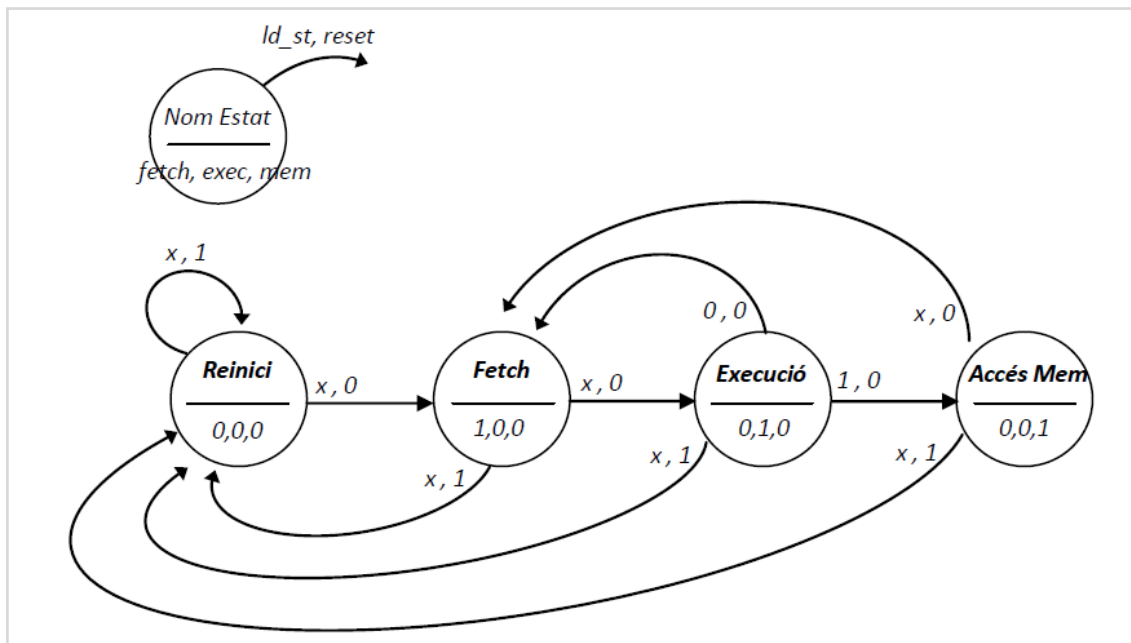 ld_st, reset
Nom Estat
fetch, exec, mem
x , 1
0 , 0
x , 0
Reinici
x , 0
Fetch
x , 0
Execució
1 , 0
Accés Mem
0,0,0
1,0,0
0,1,0
0,0,1
x , 1
x , 1
x , 1